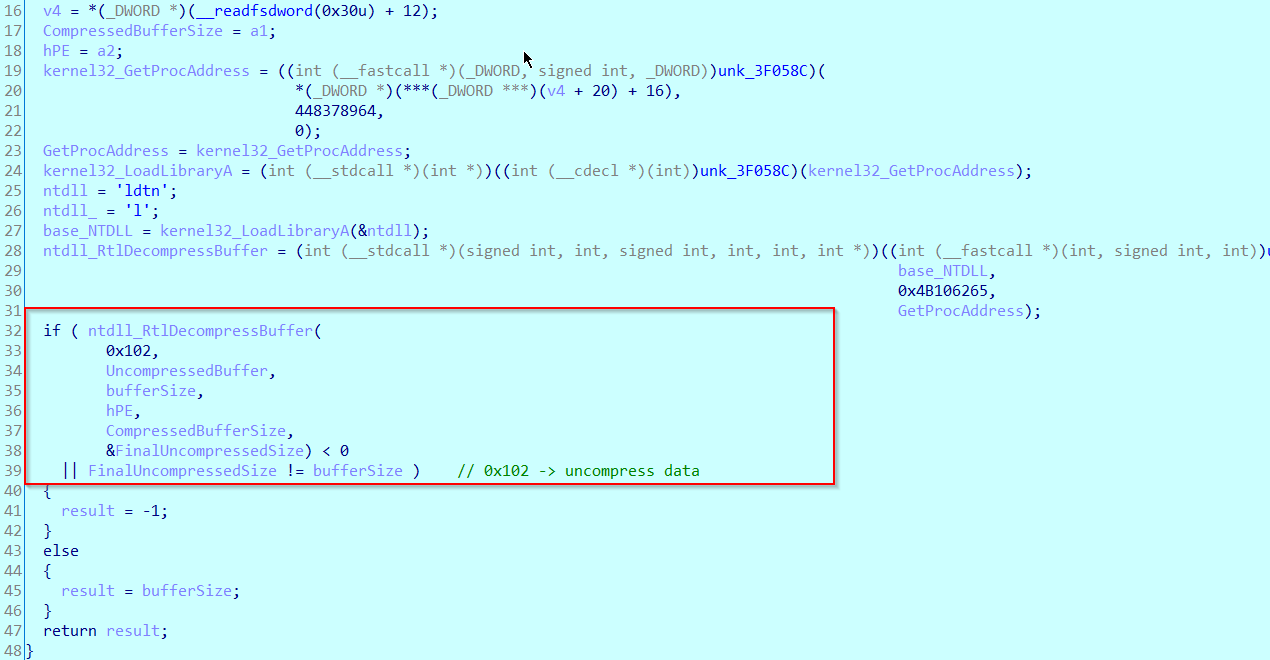 16 v4 = *(_DWORD *)(__readfsdword(0x30u) + 12);
17 CompressedBufferSize = a1;
18 hPE = a2;
19 kernel32_GetProcAddress = ((int (__fastcall *)(_DWORD, signed int, _DWORD))unk_3F058C)(
20 *(_DWORD *)(***(_DWORD ***)(v4 + 20) + 16),
21 448378964,
22 0);
23 GetProcAddress = kernel32_GetProcAddress;
24 kernel32_LoadLibraryA = (int (__stdcall *)(int *))((int (__cdecl *)(int))unk_3F058C)(kernel32_GetProcAddress);
25 ntdll = 'ldtn';
26 ntdll_ = 'l';
27 base_NTDLL = kernel32_LoadLibraryA(&ntdll);
28 ntdll_RtlDecompressBuffer = (int (__stdcall *)(signed int, int, signed int, int, int, int *))((int (__fastcall *)(int, signed int, int))
29 base_NTDLL,
30 0x4B106265,
31 GetProcAddress);
32 if ( ntdll_RtlDecompressBuffer(
33 0x102,
34 UncompressedBuffer,
35 bufferSize,
36 hPE,
37 CompressedBufferSize,
38 &FinalUncompressedSize) < 0
39 || FinalUncompressedSize != bufferSize ) // 0x102 -> uncompress data
40 {
41 result = -1;
42 }
43 else
44 {
45 result = bufferSize;
46 }
47 return result;
48 }